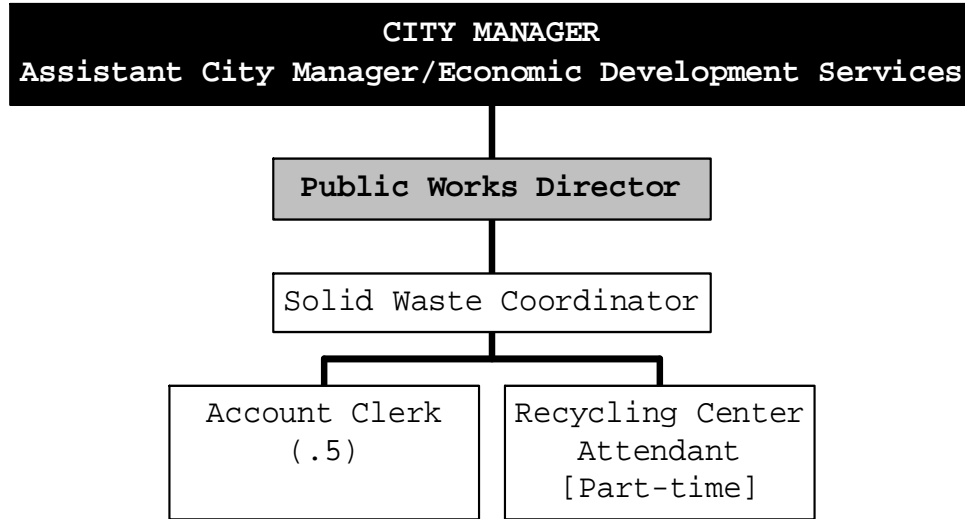 CITY MANAGER
Assistant City Manager/Economic Development Services
Public Works Director
Solid Waste Coordinator
Account Clerk
(.5)
Recycling Center
Attendant
[Part-time]